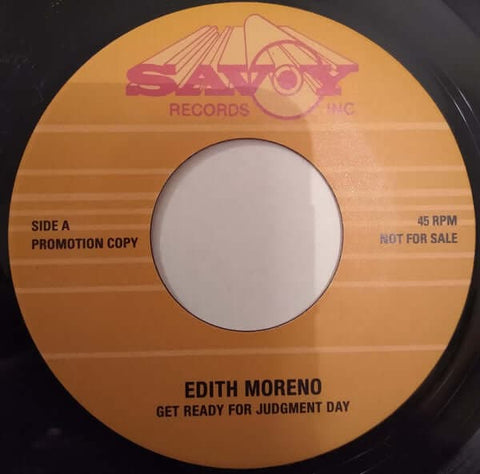 SAVOY
RECORDS INC
SIDE A
PROMOTION COPY
45 RPM
NOT FOR SALE
EDITH MORENO
GET READY FOR JUDGMENT DAY